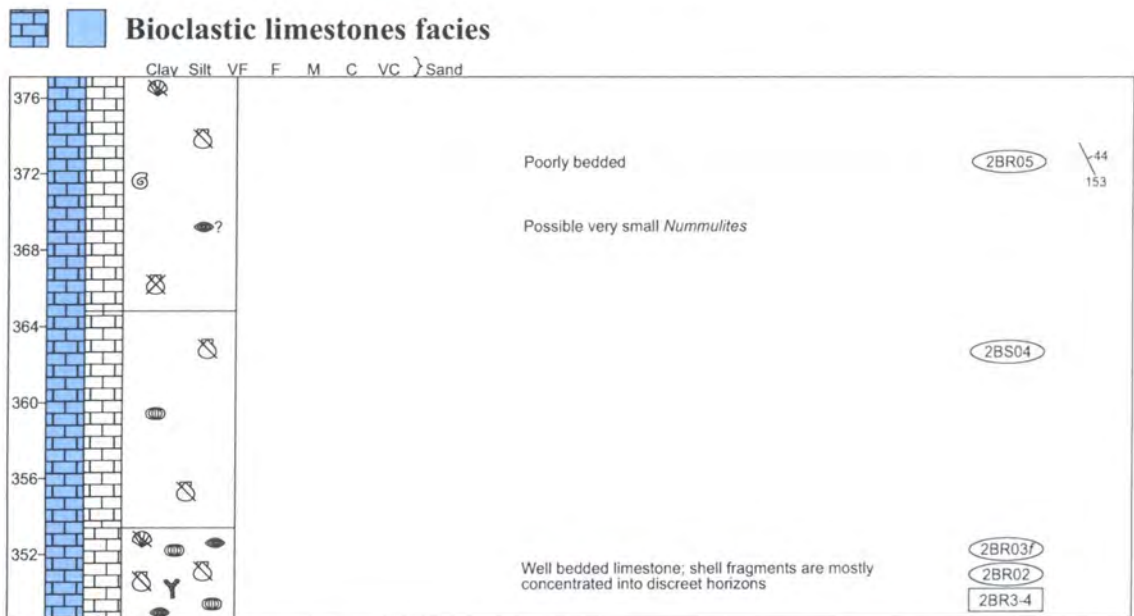 Bioclastic limestones facies
Clay Silt VF F M C VC }Sand
376
372
Poorly bedded
2BR05
44
153
?
Possible very small Nummulites
368
364
2BS04
360
356
352
2BR03f
Well bedded limestone; shell fragments are mostly
concentrated into discreet horizons
2BR02
2BR3-4